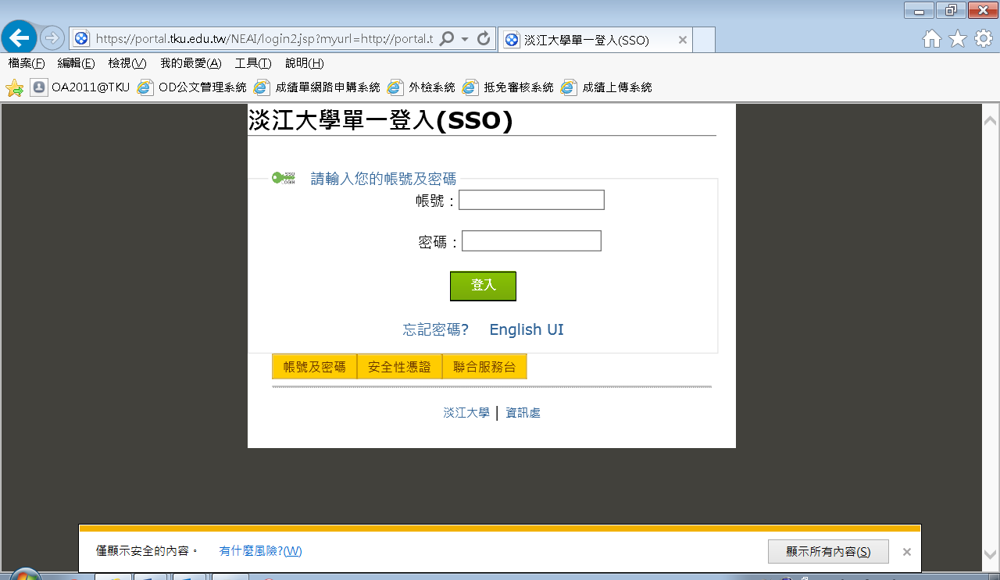 https://portal.tku.edu.tw/NEAI/login2.jsp?myurl=http://portal.t
淡江大學單一登入(SSO)
檔案(F) 編輯(E) 檢視(V) 我的最愛(A) 工具(T) 說明(H)
OA2011@TKU OD公文管理系統 成績單網路申購系統 外檢系統 抵免審核系統 成績上傳系統
淡江大學單一登入(SSO)
SSO
LOGIN
請輸入您的帳號及密碼
帳號：
密碼：
登入
忘記密碼? English UI
帳號及密碼 安全性憑證 聯合服務台
淡江大學 | 資訊處
僅顯示安全的內容。 有什麼風險?(W) 顯示所有內容(S)